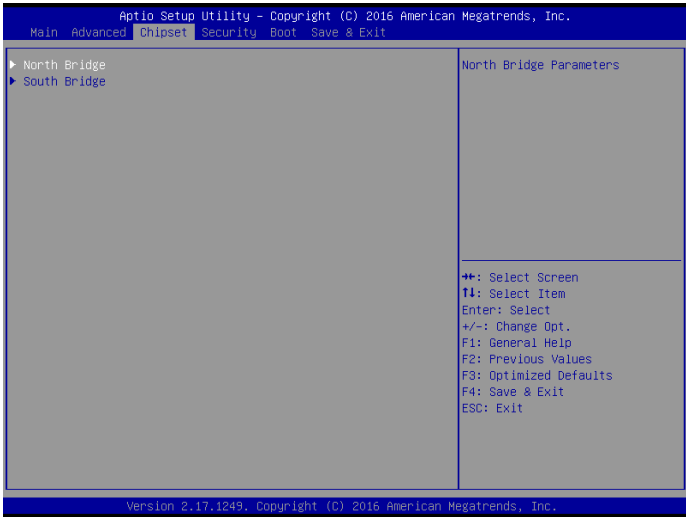 Aptio Setup Utility – Copyright (C) 2016 American Megatrends, Inc.
Main Advanced Chipset Security Boot Save & Exit
North Bridge
South Bridge
North Bridge Parameters
→←: Select Screen
↑↓: Select Item
Enter: Select
+/-: Change Opt.
F1: General Help
F2: Previous Values
F3: Optimized Defaults
F4: Save & Exit
ESC: Exit
Version 2.17.1249. Copyright (C) 2016 American Megatrends, Inc.